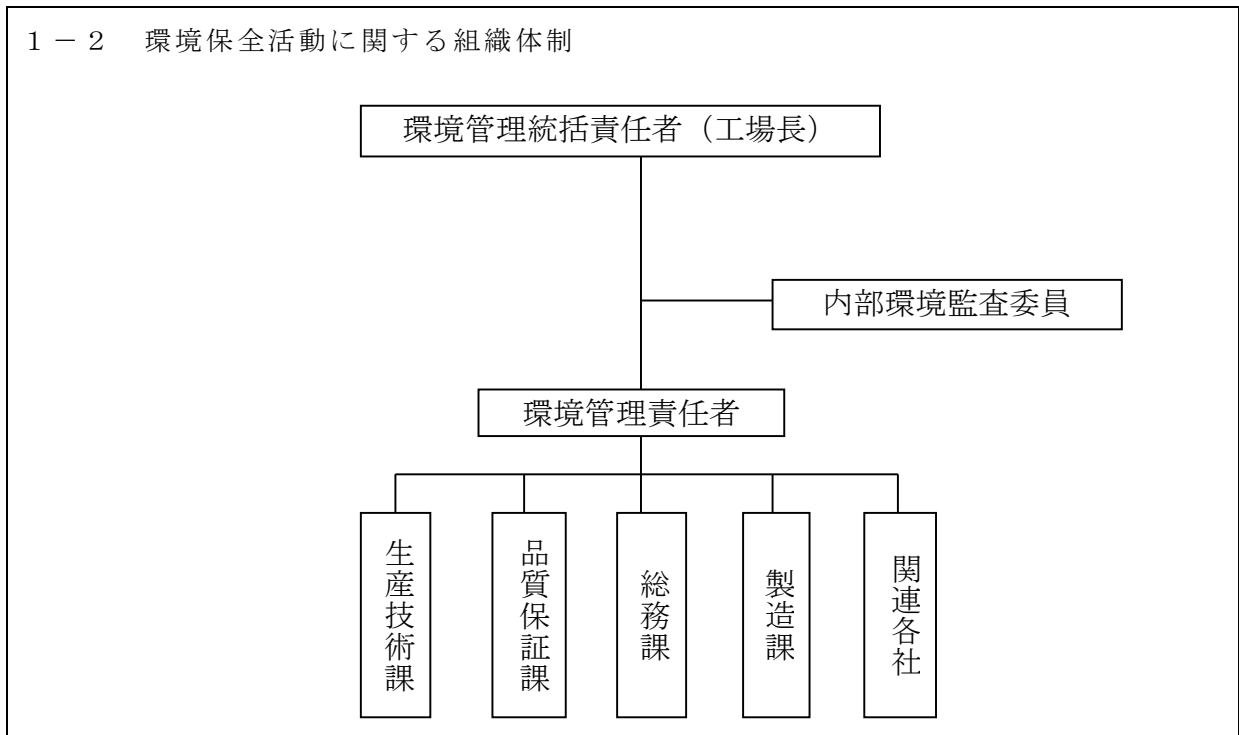 １－２　環境保全活動に関する組織体制
環境管理統括責任者（工場長）
内部環境監査委員
環境管理責任者
生産技術課
品質保証課
総務課
製造課
関連各社